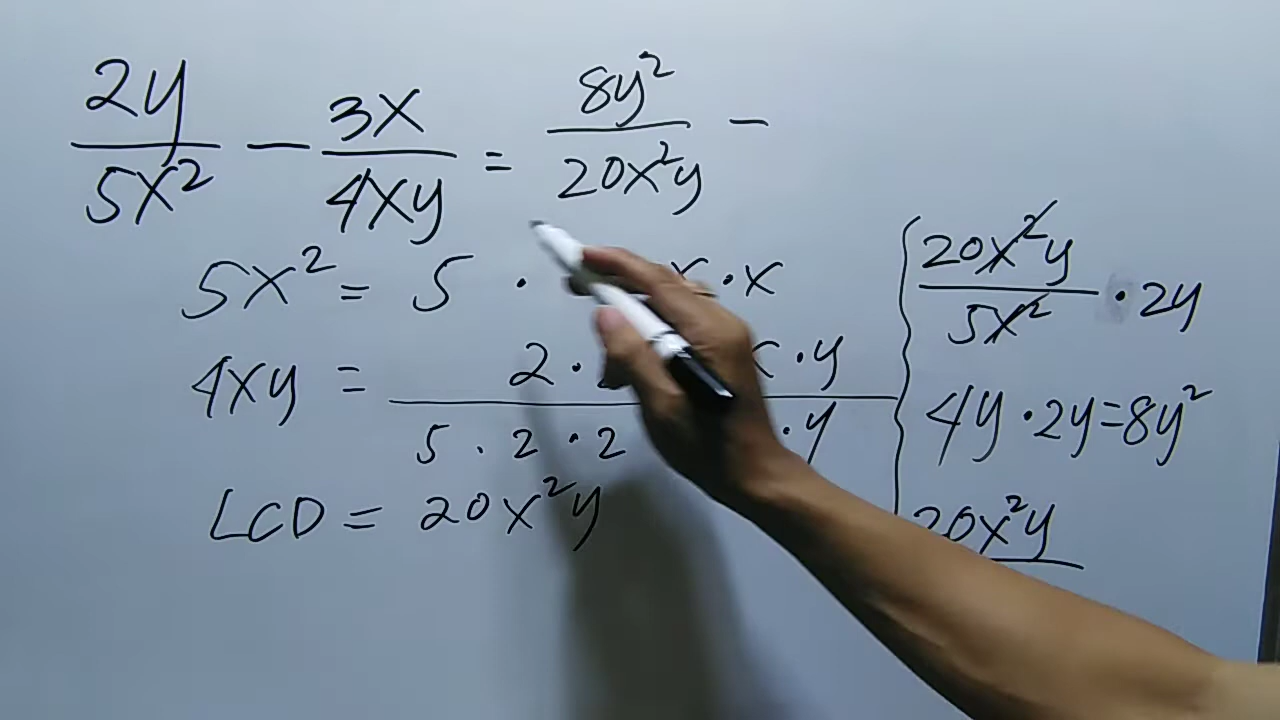 2y/5x² − 3x/4xy = 8y²/20x²y −
5x² = 5 · x · x
4xy = 2 · x · y
5 · 2 · 2 · y
LCD = 20x²y
20x²y/5x² · 2y
4y · 2y = 8y²
20x²y